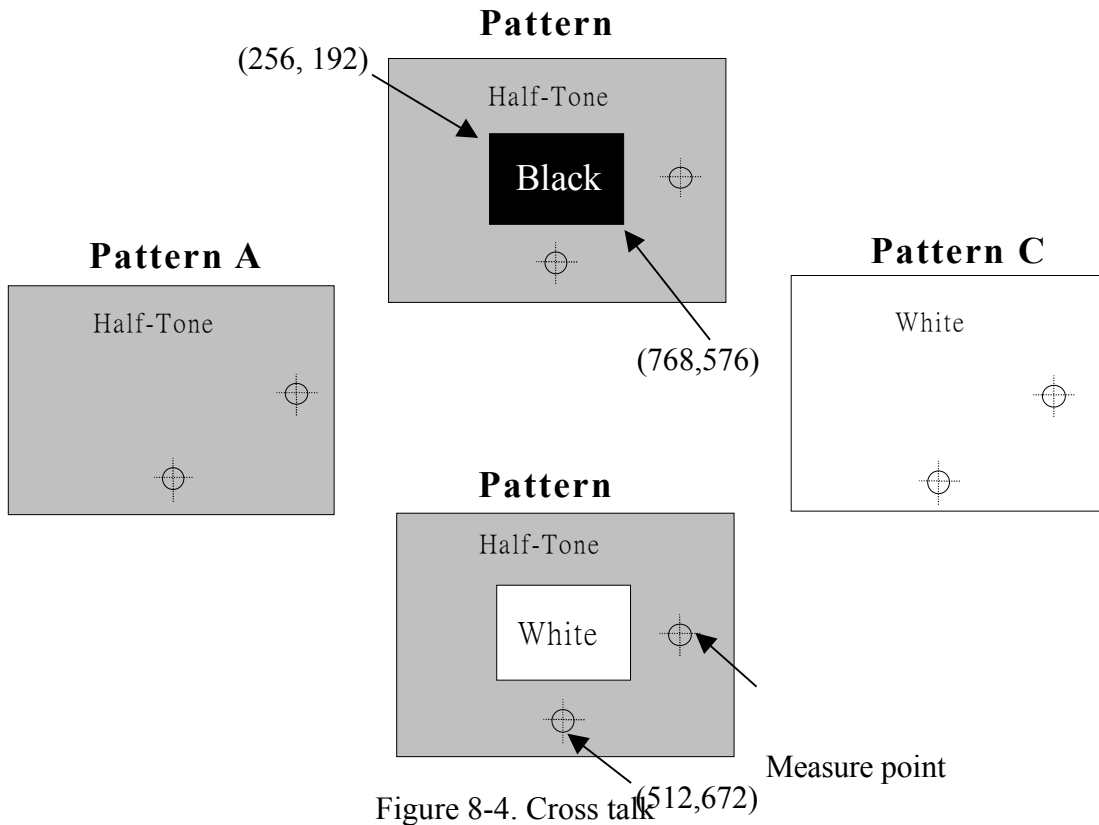 Pattern
(256, 192)
Half-Tone
Black
Pattern A
Half-Tone
Pattern C
White
(768,576)
Pattern
Half-Tone
White
Measure point
(512,672)
Figure 8-4. Cross talk